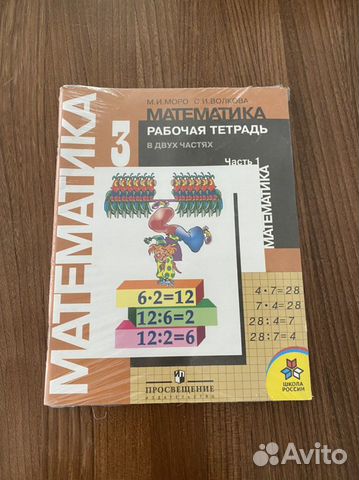 МАТЕМАТИКА
М.И.МОРО С.И.ВОЛКОВА
МАТЕМАТИКА
РАБОЧАЯ ТЕТРАДЬ
В ДВУХ ЧАСТЯХ
3
Часть 1
МАТЕМАТИКА
6·2=12
12:6=2
12:2=6
4·7=28
7·4=28
28:4=7
28:7=4
ПРОСВЕЩЕНИЕ
ИЗДАТЕЛЬСТВО
ШКОЛА
РОССИИ
Avito